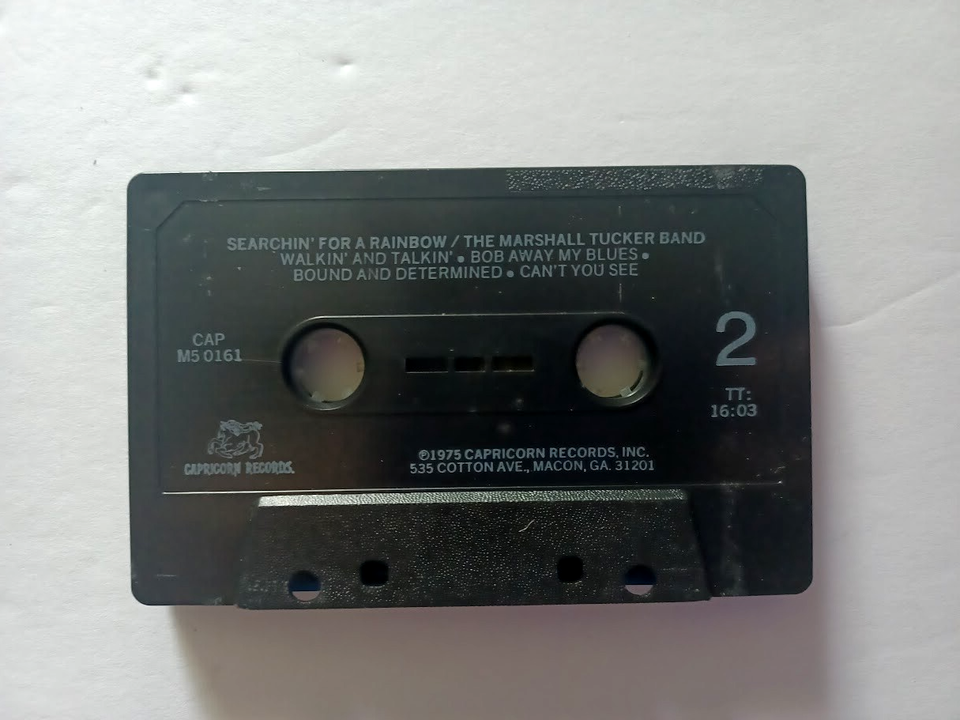 SEARCHIN' FOR A RAINBOW / THE MARSHALL TUCKER BAND
WALKIN' AND TALKIN' • BOB AWAY MY BLUES •
BOUND AND DETERMINED • CAN'T YOU SEE
CAP
M5 0161
2
TT:
16:03
CAPRICORN RECORDS.
℗1975 CAPRICORN RECORDS, INC.
535 COTTON AVE., MACON, GA. 31201